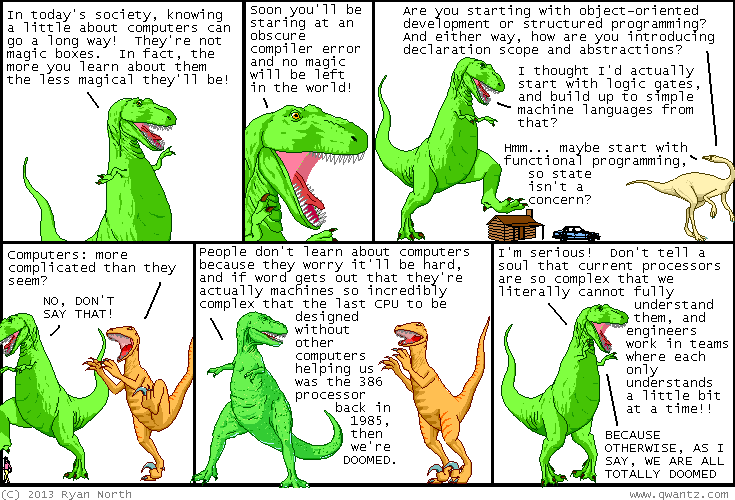 In today's society, knowing
a little about computers can
go a long way!  They're not
magic boxes.  In fact, the
more you learn about them
the less magical they'll be!
Soon you'll be
staring at an
obscure
compiler error
and no magic
will be left
in the world!
Are you starting with object-oriented
development or structured programming?
And either way, how are you introducing
declaration scope and abstractions?
I thought I'd actually
start with logic gates,
and build up to simple
machine languages from
that?
Hmm... maybe start with
functional programming,
so state
isn't a
concern?
Computers: more
complicated than they
seem?
NO, DON'T
SAY THAT!
People don't learn about computers
because they worry it'll be hard,
and if word gets out that they're
actually machines so incredibly
complex that the last CPU to be
designed
without
other
computers
helping us
was the 386
processor
back in
1985,
then
we're
DOOMED.
I'm serious!  Don't tell a
soul that current processors
are so complex that we
literally cannot fully
understand
them, and
engineers
work in teams
where each
only
understands
a little bit
at a time!!
BECAUSE
OTHERWISE, AS I
SAY, WE ARE ALL
TOTALLY DOOMED
(C) 2013 Ryan North
www.qwantz.com